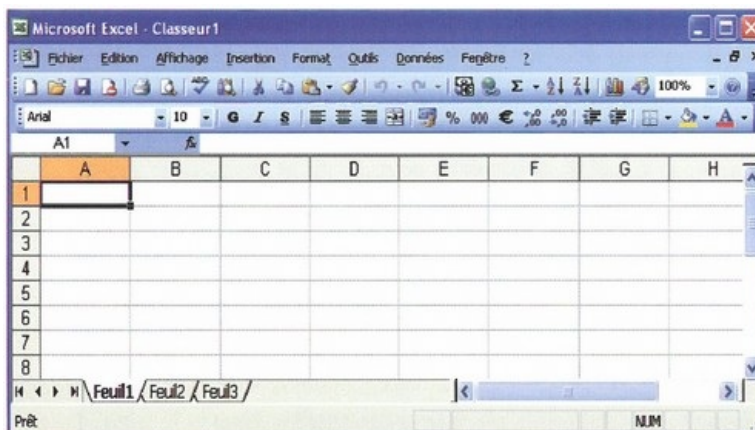 Microsoft Excel - Classeur1
Fichier Edition Affichage Insertion Format Outils Données Fenêtre ?
Σ 100%
Arial 10 G I S % 000 €
A1 fx
A B C D E F G H
1
2
3
4
5
6
7
8
Feuil1 Feuil2 Feuil3
Prêt NUM